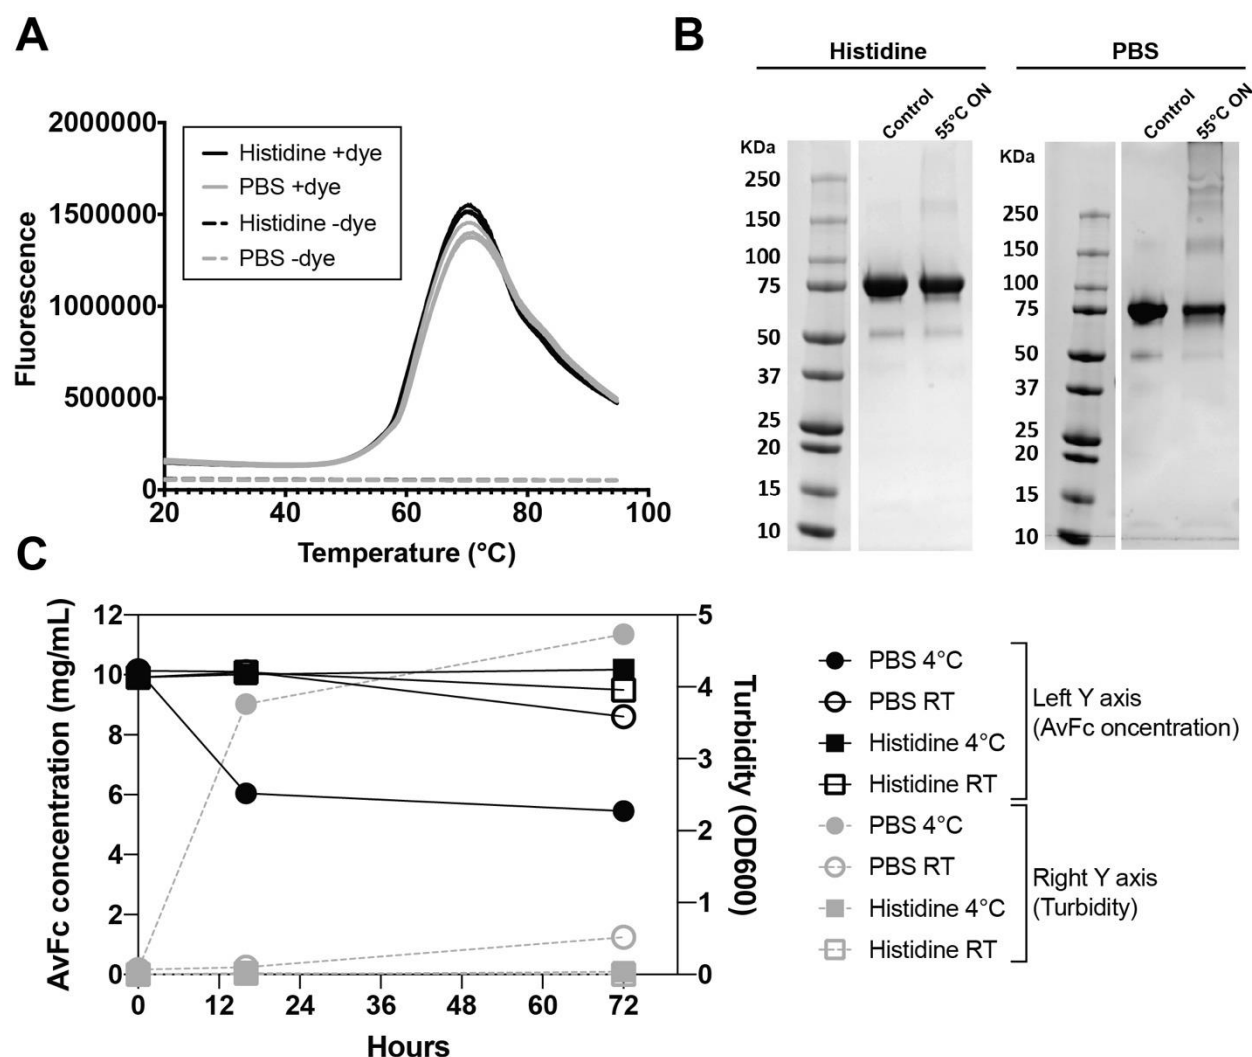 A
2000000
1500000
1000000
500000
0
Fluorescence
Histidine +dye
PBS +dye
Histidine -dye
PBS -dye
20
40
60
80
100
Temperature (°C)
B
Histidine
PBS
Control
55°C ON
Control
55°C ON
KDa
250
150
100
75
50
37
25
20
15
10
KDa
250
150
100
75
50
37
25
20
15
10
C
12
10
8
6
4
2
0
AvFc concentration (mg/mL)
5
4
3
2
1
0
Turbidity (OD600)
0
12
24
36
48
60
72
Hours
PBS 4°C
PBS RT
Histidine 4°C
Histidine RT
PBS 4°C
PBS RT
Histidine 4°C
Histidine RT
Left Y axis
(AvFc oncentration)
Right Y axis
(Turbidity)